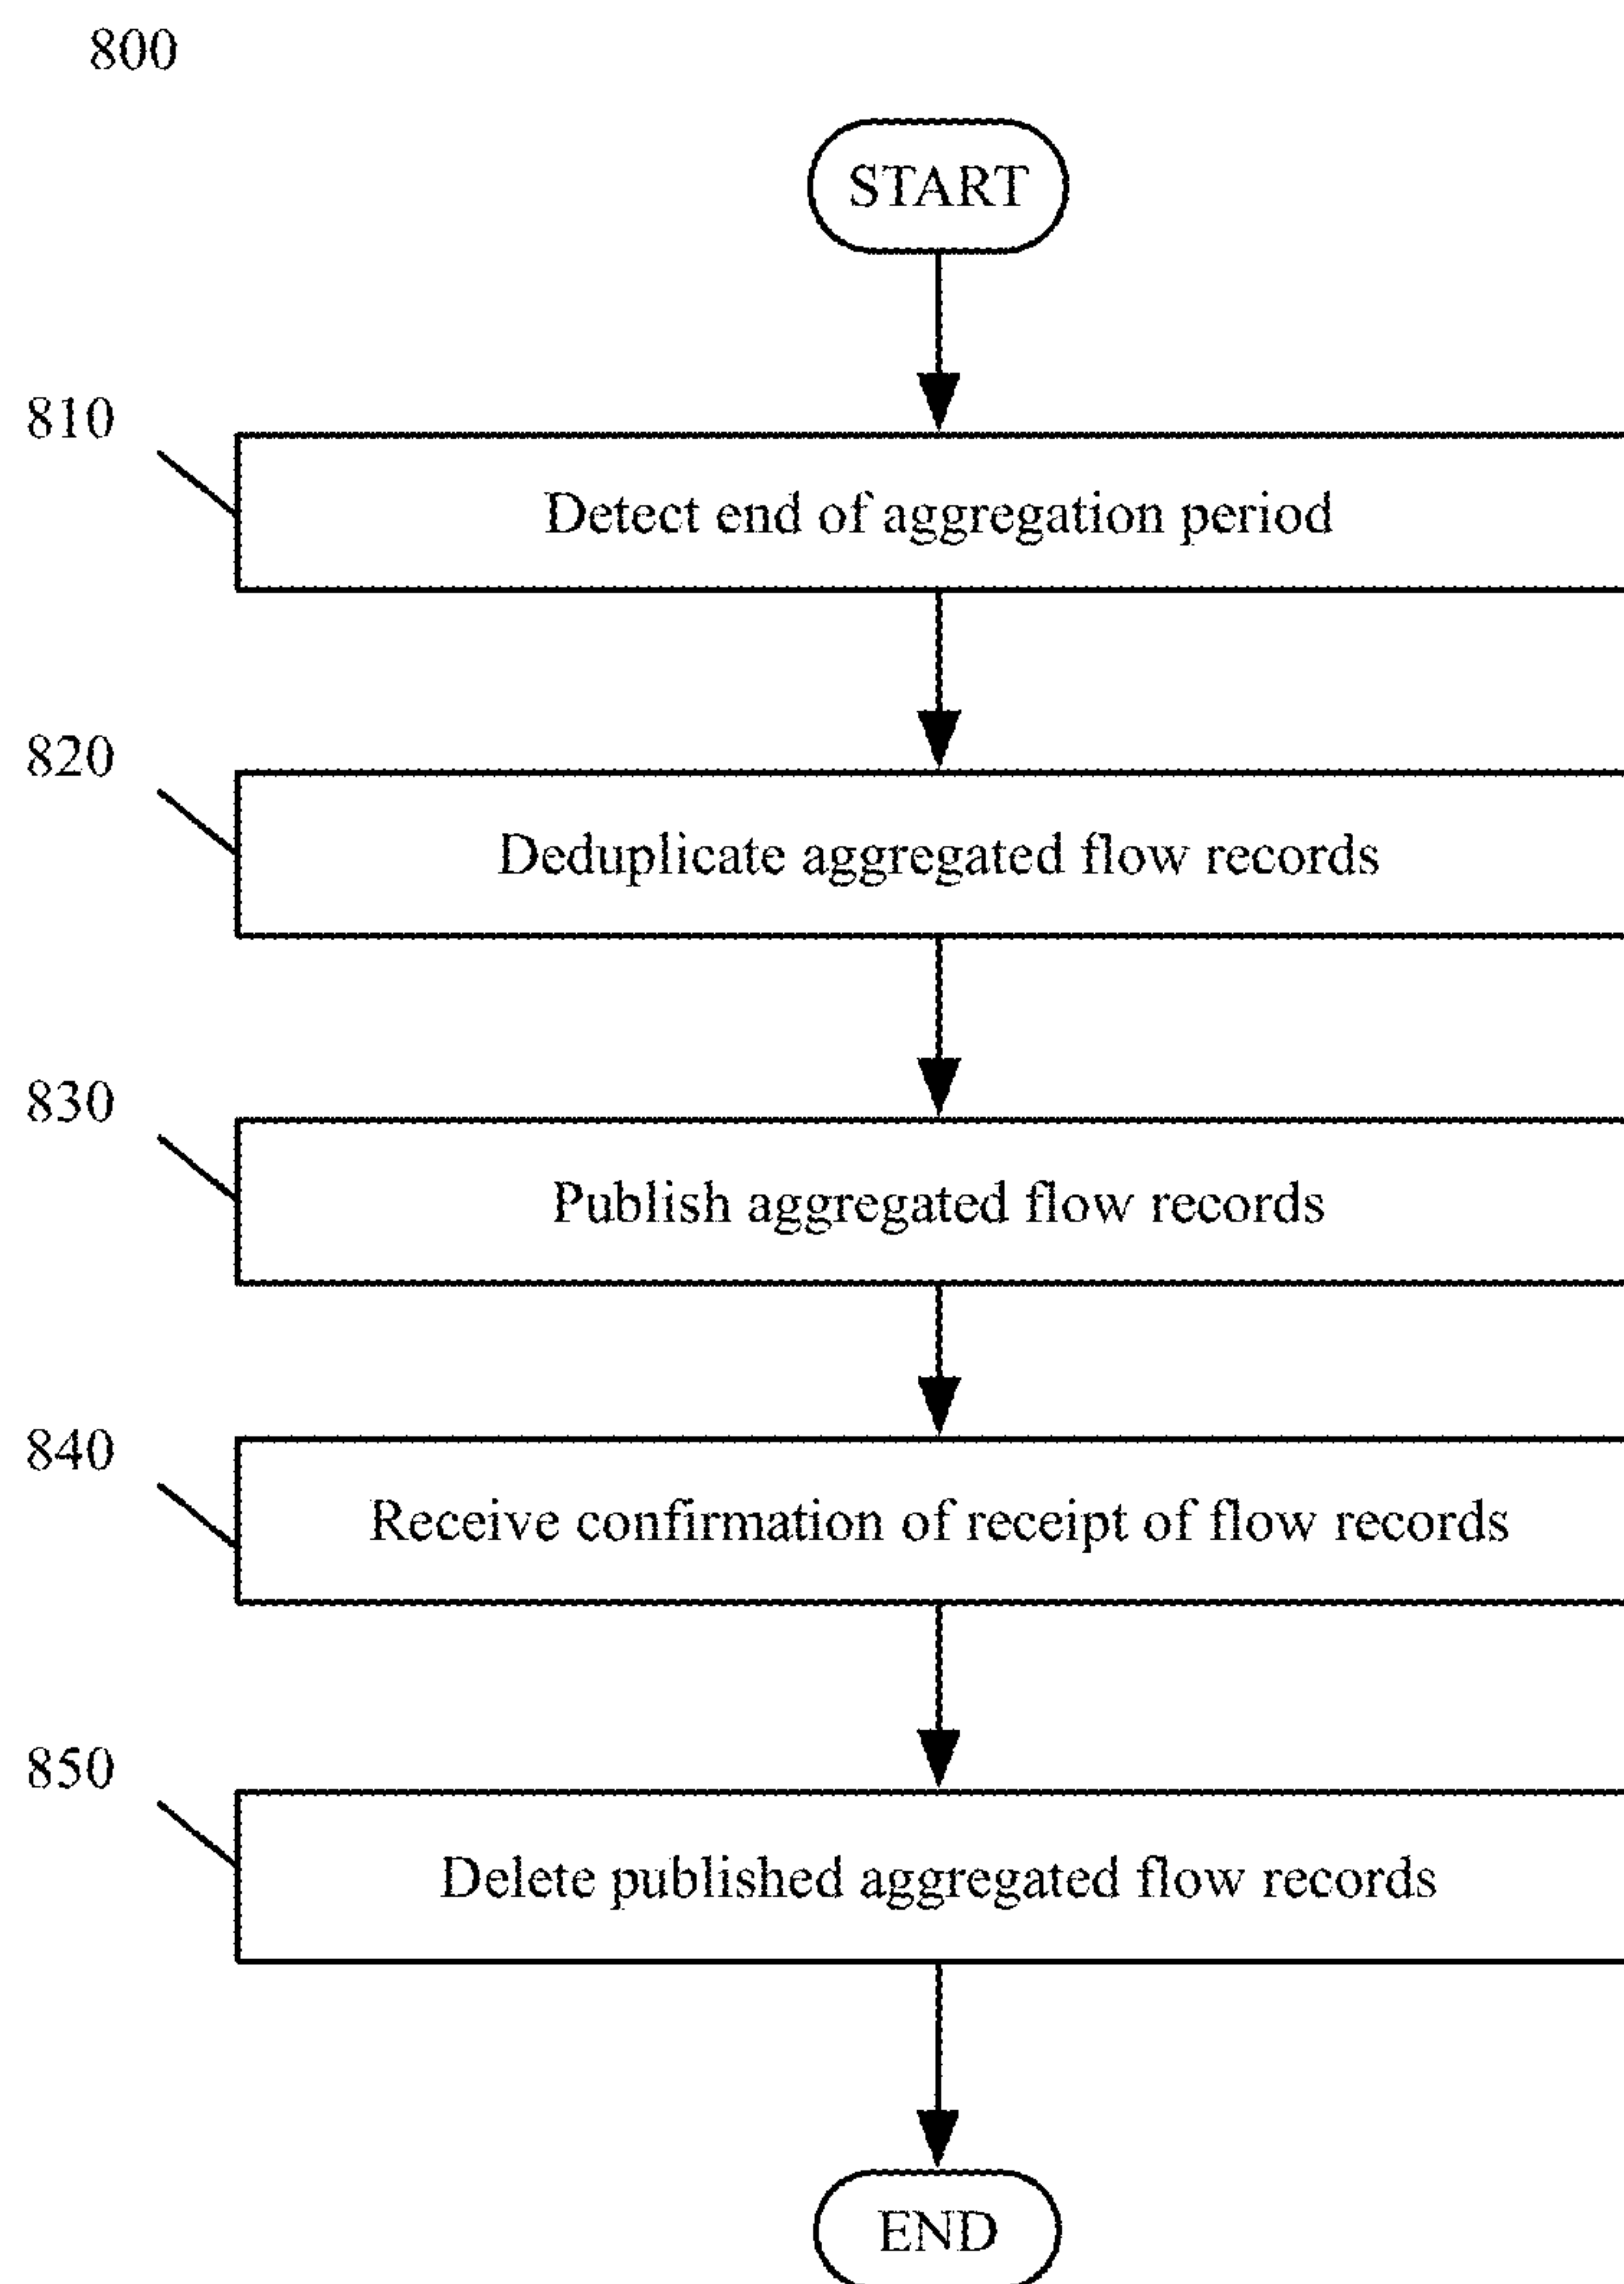 800
START
810
Detect end of aggregation period
820
Deduplicate aggregated flow records
830
Publish aggregated flow records
840
Receive confirmation of receipt of flow records
850
Delete published aggregated flow records
END